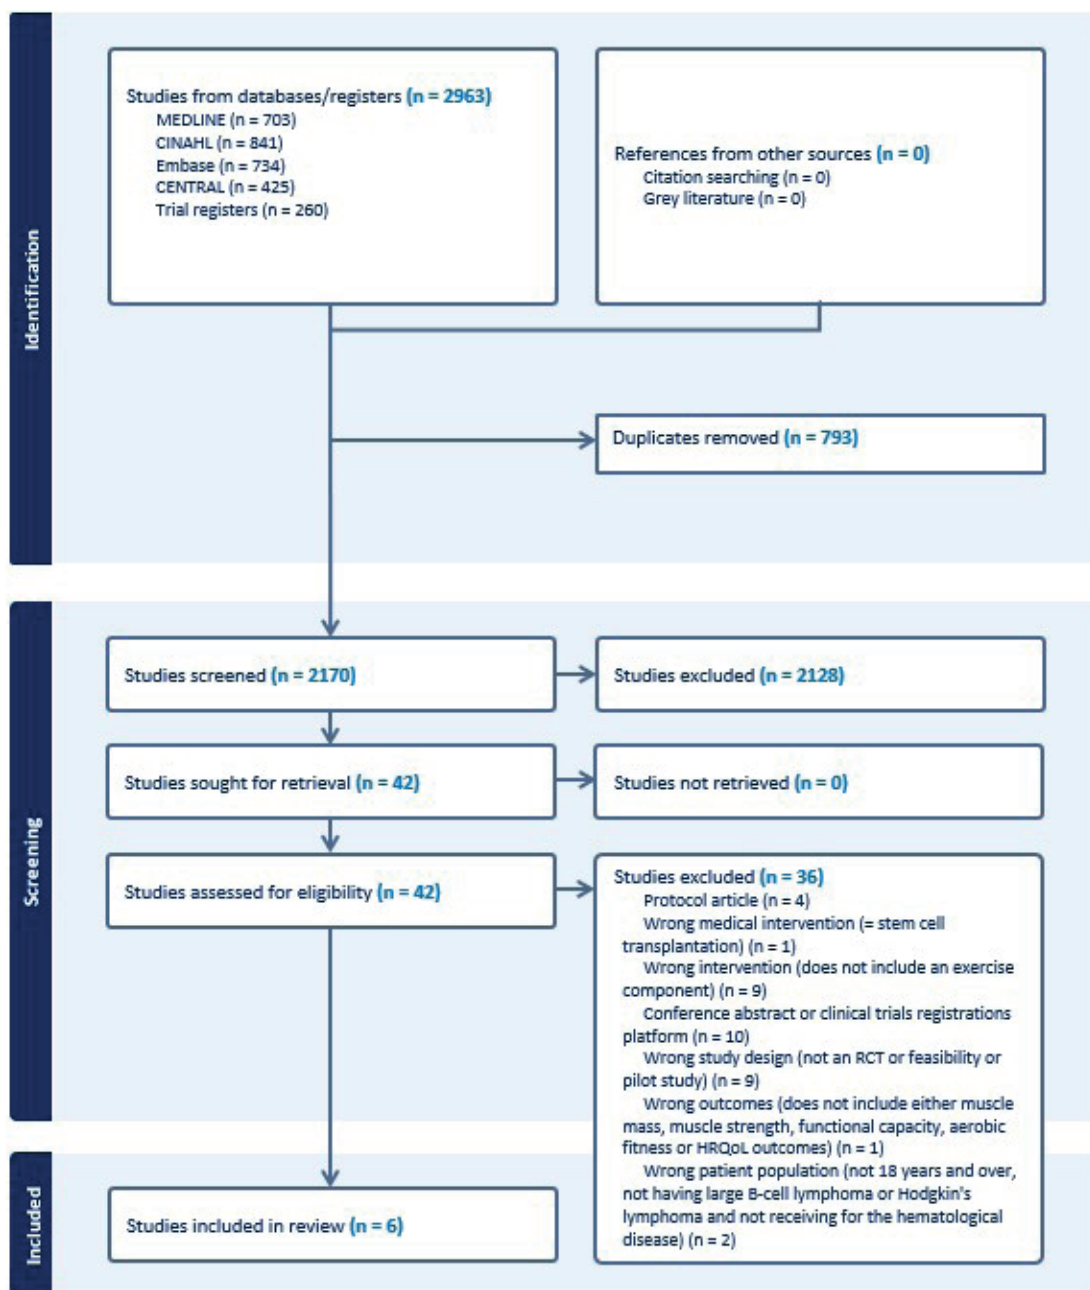 Identification
Studies from databases/registers (n = 2963)
MEDLINE (n = 703)
CINAHL (n = 841)
Embase (n = 734)
CENTRAL (n = 425)
Trial registers (n = 260)
References from other sources (n = 0)
Citation searching (n = 0)
Grey literature (n = 0)
Duplicates removed (n = 793)
Screening
Studies screened (n = 2170)
Studies excluded (n = 2128)
Studies sought for retrieval (n = 42)
Studies not retrieved (n = 0)
Studies assessed for eligibility (n = 42)
Studies excluded (n = 36)
Protocol article (n = 4)
Wrong medical intervention (= stem cell
transplantation) (n = 1)
Wrong intervention (does not include an exercise
component) (n = 9)
Conference abstract or clinical trials registrations
platform (n = 10)
Wrong study design (not an RCT or feasibility or
pilot study) (n = 9)
Wrong outcomes (does not include either muscle
mass, muscle strength, functional capacity, aerobic
fitness or HRQoL outcomes) (n = 1)
Wrong patient population (not 18 years and over,
not having large B-cell lymphoma or Hodgkin's
lymphoma and not receiving for the hematological
disease) (n = 2)
Included
Studies included in review (n = 6)